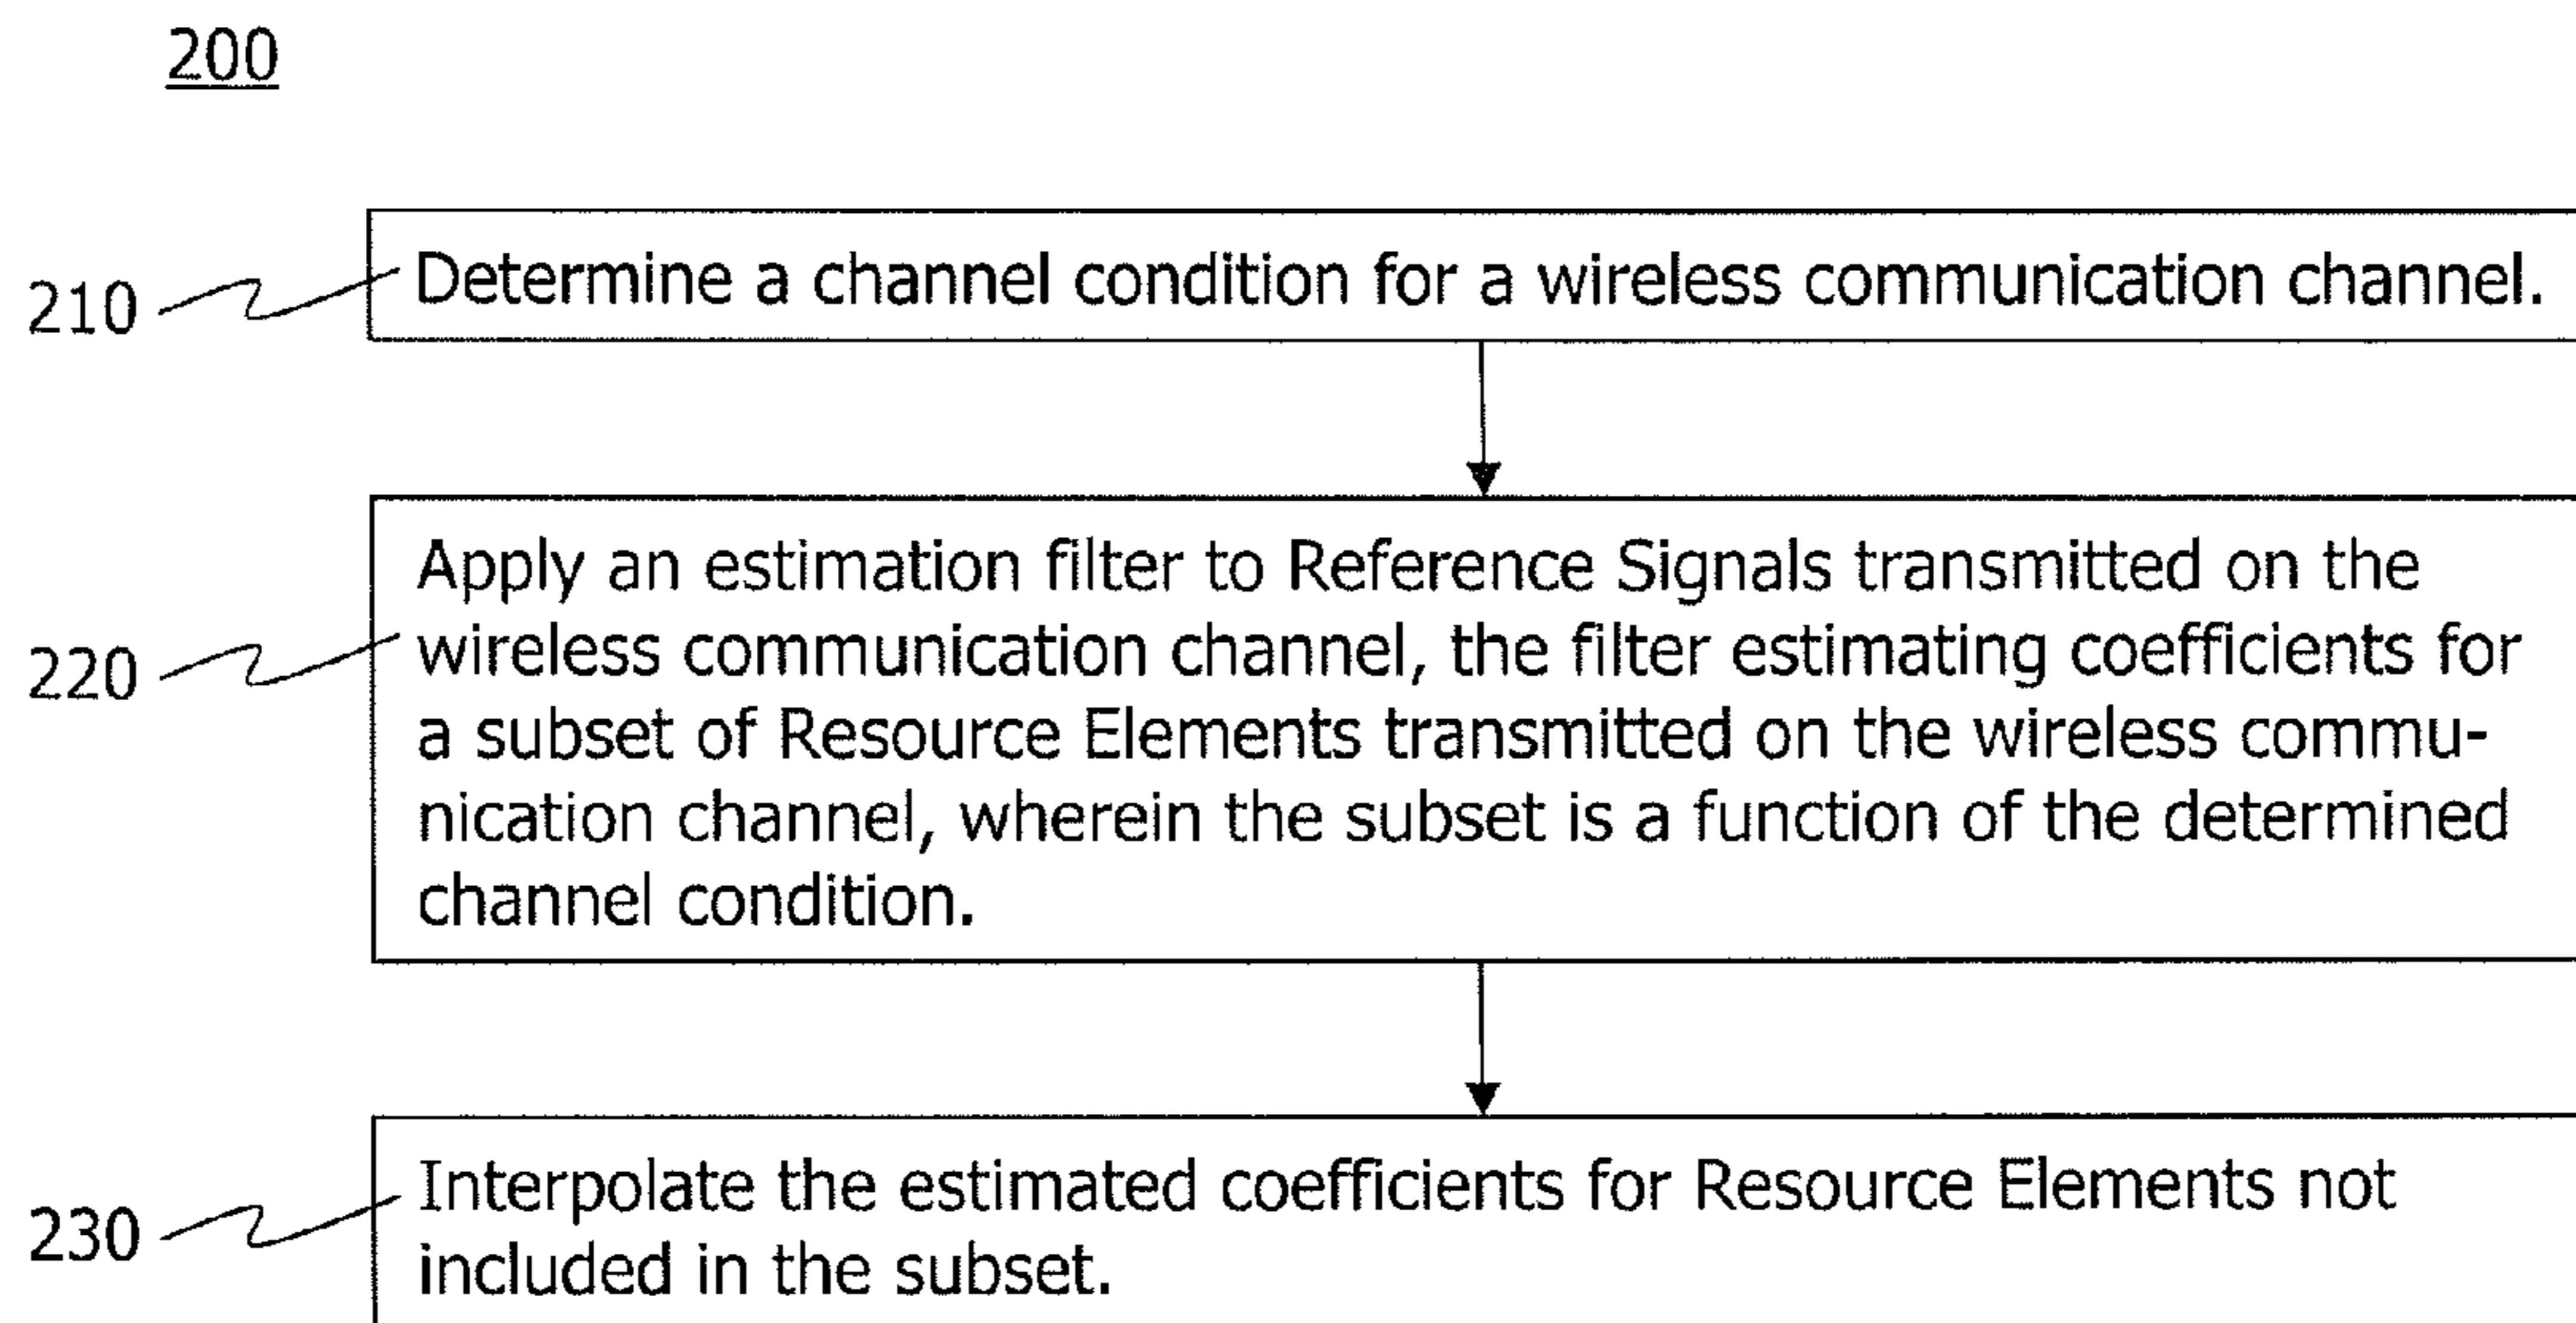 200
210
Determine a channel condition for a wireless communication channel.
220
Apply an estimation filter to Reference Signals transmitted on the
wireless communication channel, the filter estimating coefficients for
a subset of Resource Elements transmitted on the wireless commu-
nication channel, wherein the subset is a function of the determined
channel condition.
230
Interpolate the estimated coefficients for Resource Elements not
included in the subset.